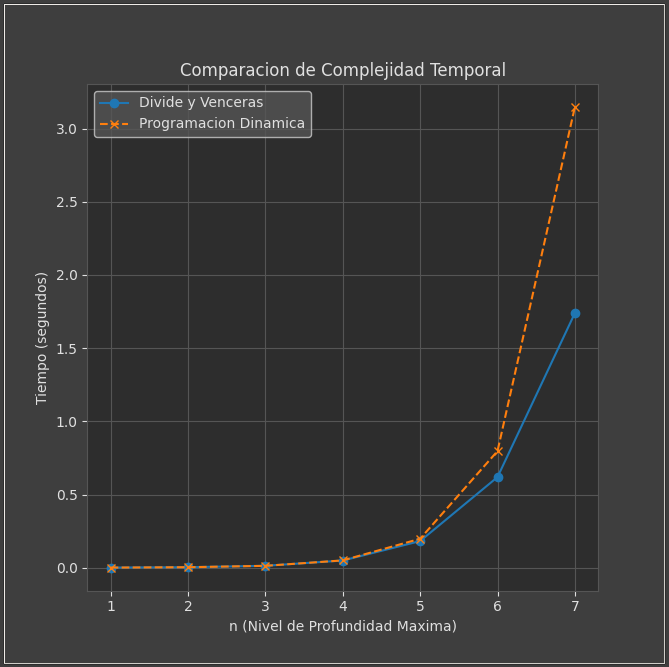 Comparacion de Complejidad Temporal
Divide y Venceras
Programacion Dinamica
Tiempo (segundos)
3.0
2.5
2.0
1.5
1.0
0.5
0.0
1 2 3 4 5 6 7
n (Nivel de Profundidad Maxima)